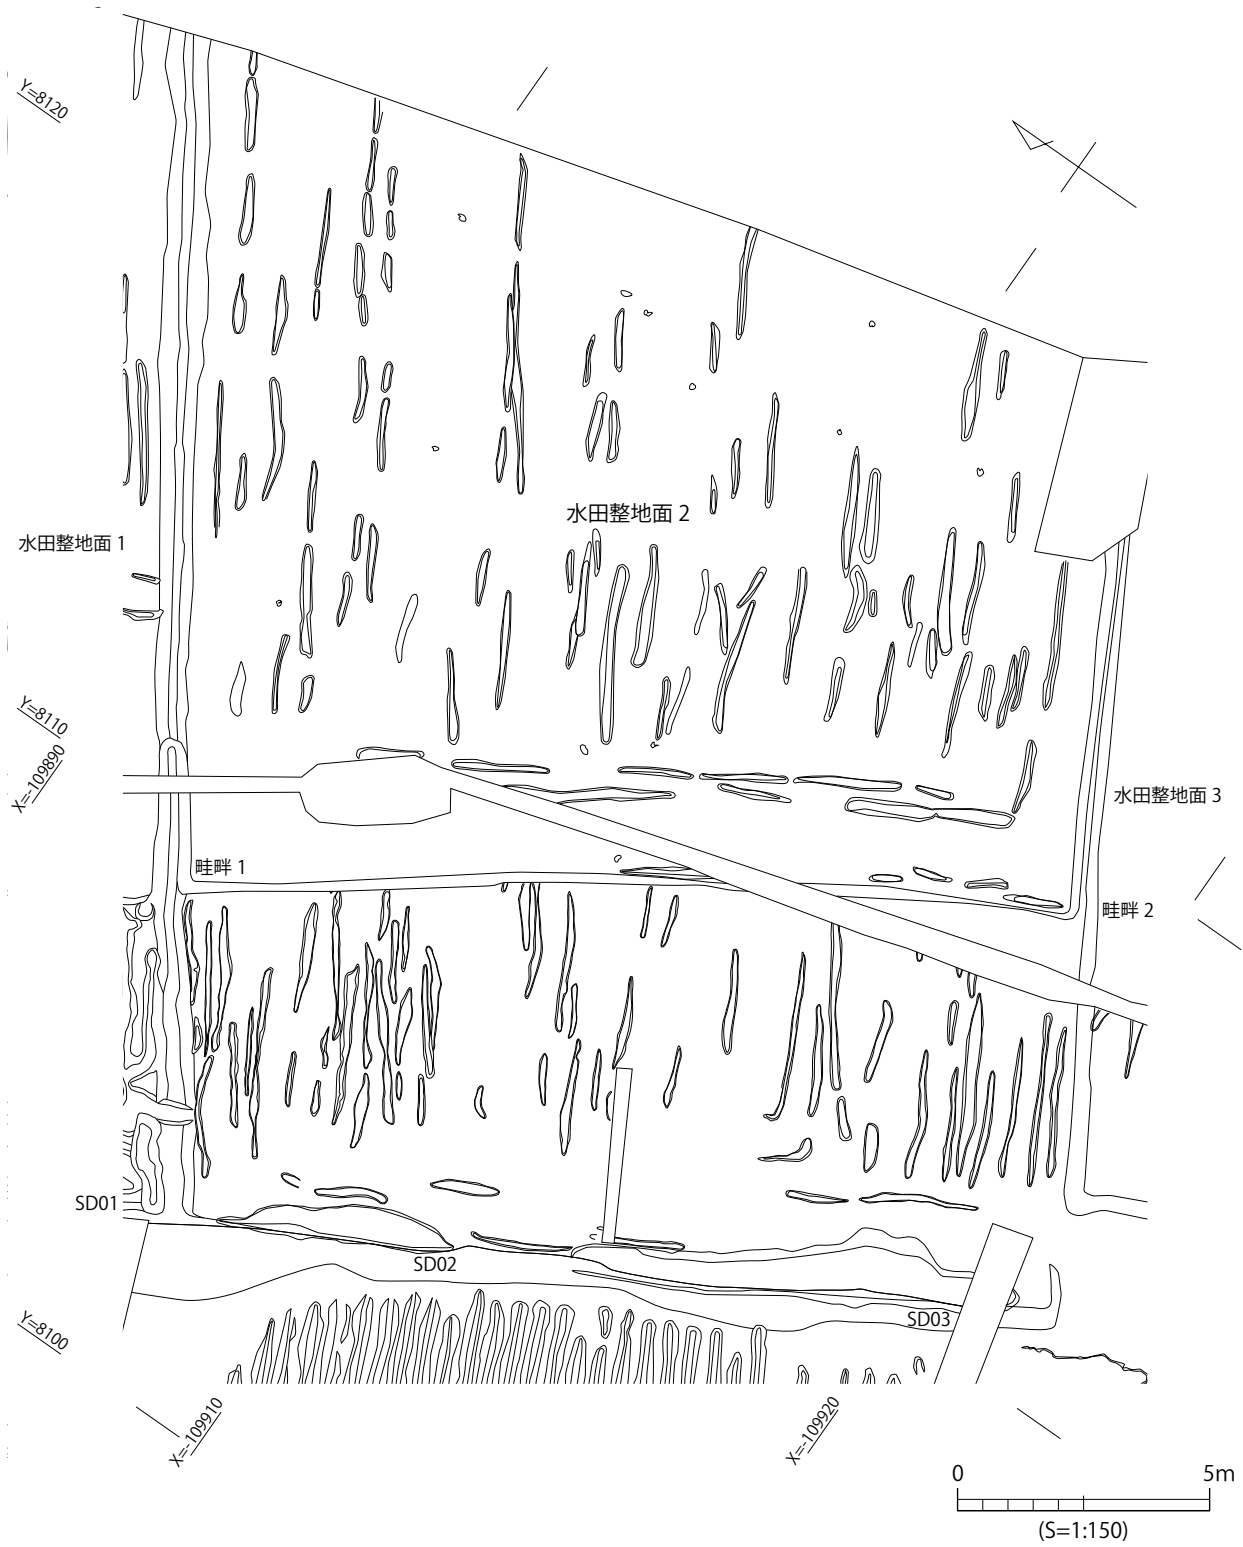 Y=8120
水田整地面 2
水田整地面 1
Y=8110
X=-109890
水田整地面 3
畦畔 1
畦畔 2
SD01
SD02
SD03
Y=8100
X=-109910
X=-109920
0 5m
(S=1:150)